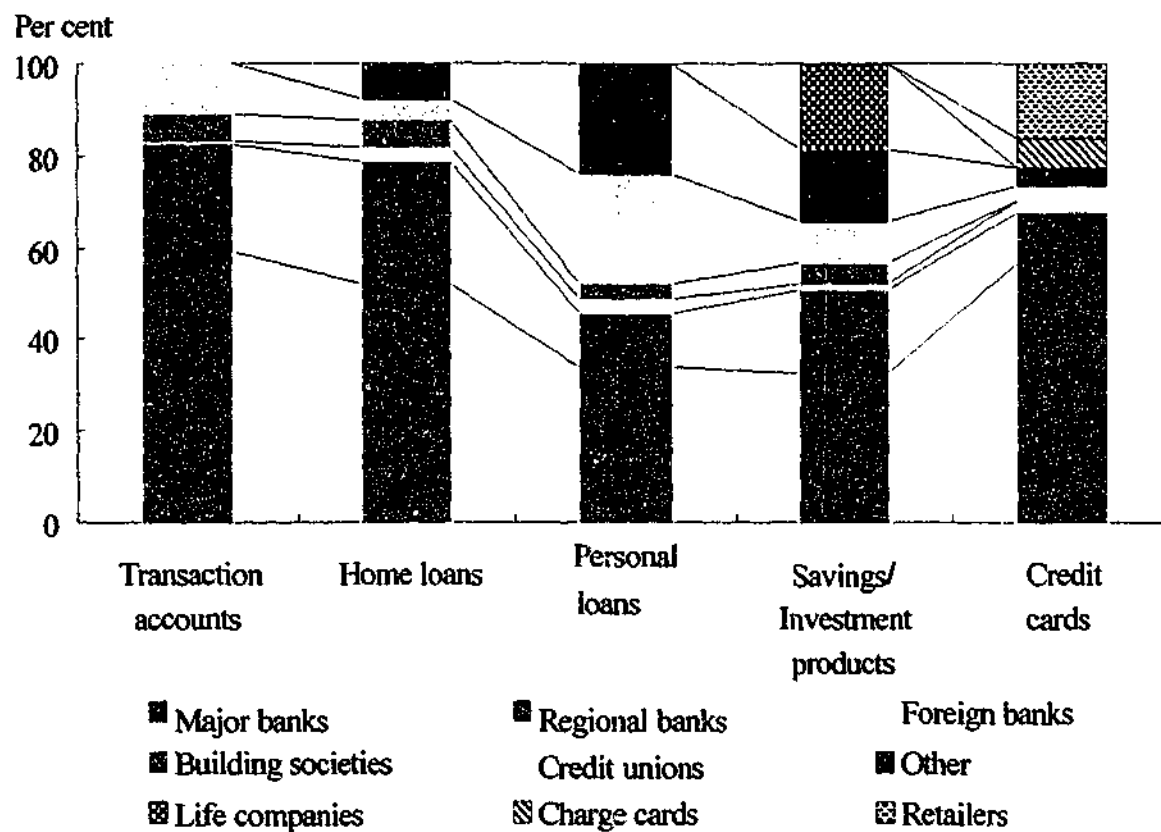 Per cent
100
80
60
40
20
0
Transaction accounts
Home loans
Personal loans
Savings/ Investment products
Credit cards
Major banks
Regional banks
Foreign banks
Building societies
Credit unions
Other
Life companies
Charge cards
Retailers